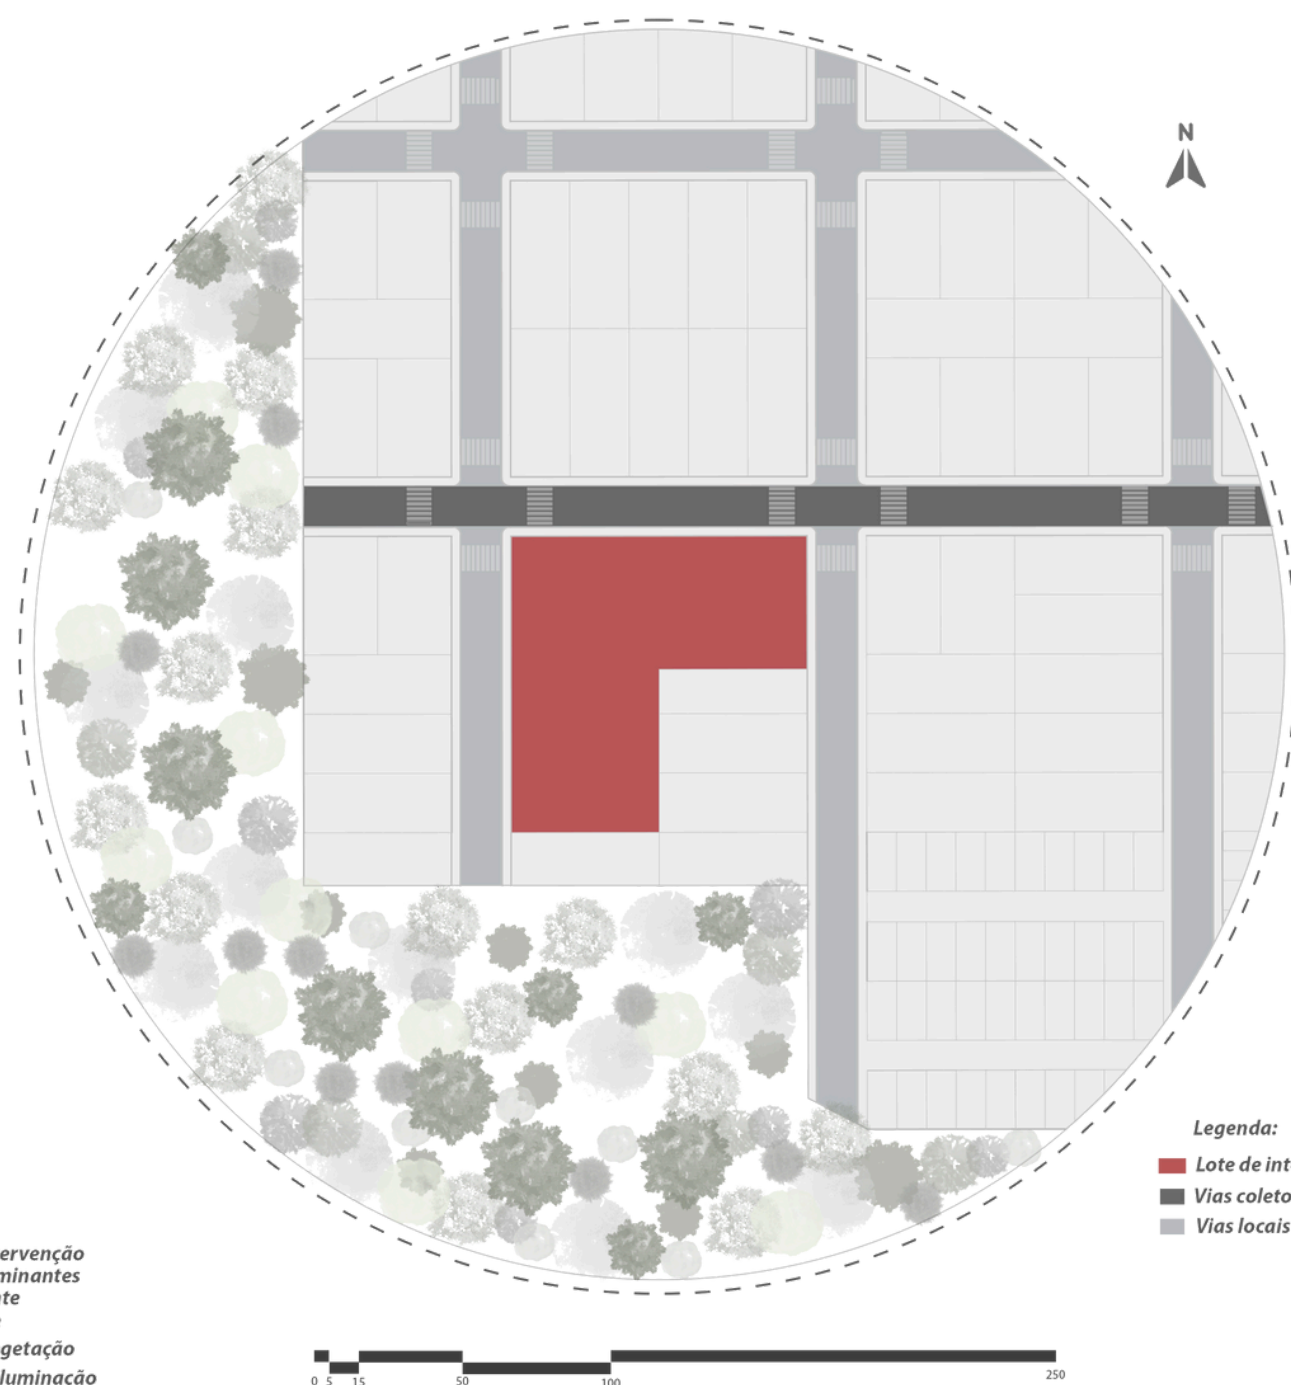 N
Legenda:
Lote de int
Vias coleto
Vias locais
ervenção
minantes
te
getação
luminação
0 5 15 50 100 250